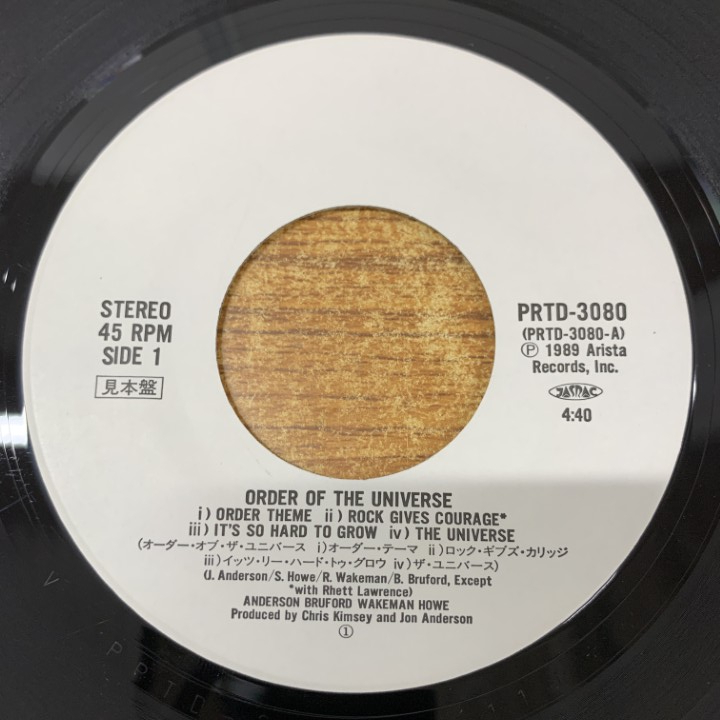 STEREO
45 RPM
SIDE 1
見本盤
PRTD-3080
(PRTD-3080-A)
Ⓟ 1989 Arista
Records, Inc.
JASRAC
4:40
ORDER OF THE UNIVERSE
i) ORDER THEME ii) ROCK GIVES COURAGE*
iii) IT'S SO HARD TO GROW iv) THE UNIVERSE
(オーダー・オブ・ザ・ユニバース i)オーダー・テーマ ii)ロック・ギブズ・カリッジ
iii)イッツ・リー・ハード・トゥ・グロウ iv)ザ・ユニバース)
(J. Anderson/S. Howe/R. Wakeman/B. Bruford, Except
*with Rhett Lawrence)
ANDERSON BRUFORD WAKEMAN HOWE
Produced by Chris Kimsey and Jon Anderson
①